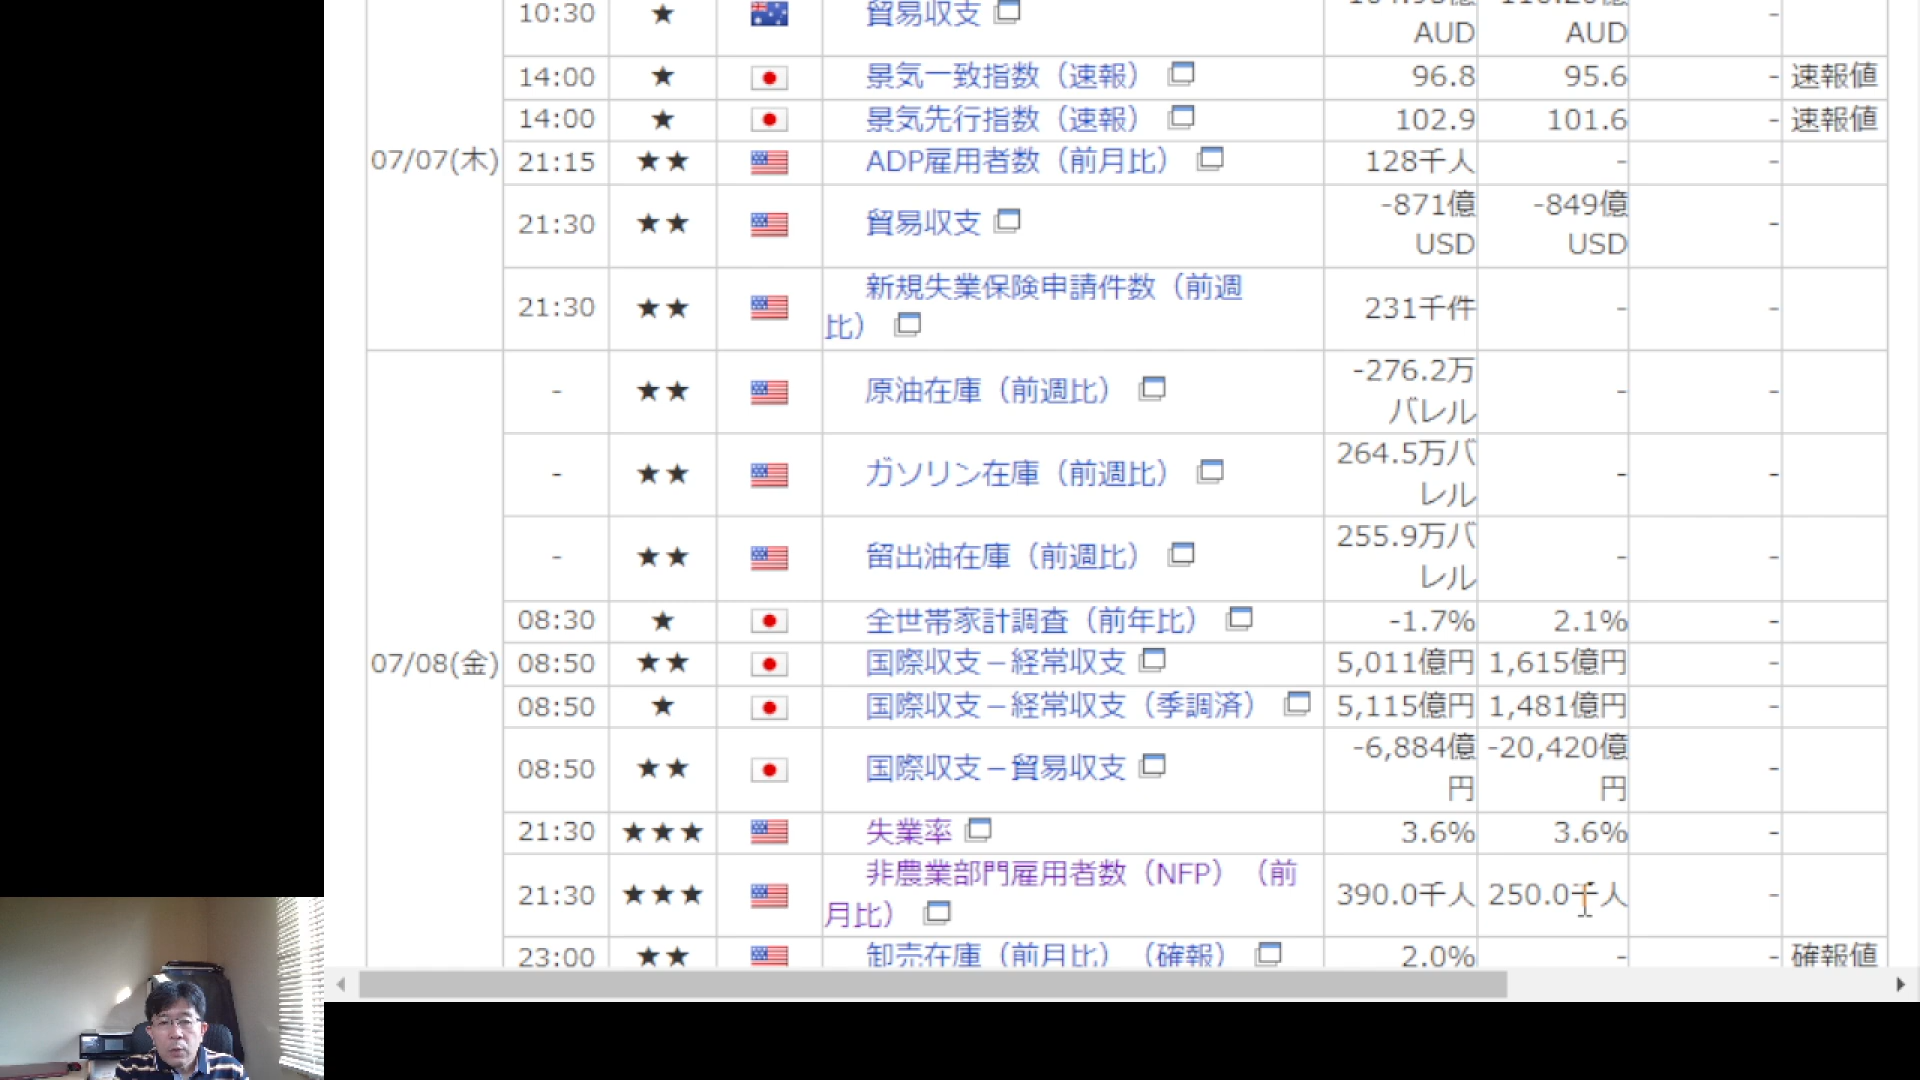 10:30 ★ 貿易収支 -
AUD AUD
14:00 ★ 景気一致指数（速報） 96.8 95.6 - 速報値
14:00 ★ 景気先行指数（速報） 102.9 101.6 - 速報値
07/07(木) 21:15 ★★ ADP雇用者数（前月比） 128千人 - -
21:30 ★★ 貿易収支 -871億 -849億 -
USD USD
21:30 ★★ 新規失業保険申請件数（前週 231千件 - -
比）
- ★★ 原油在庫（前週比） -276.2万 - -
バレル
- ★★ ガソリン在庫（前週比） 264.5万バ - -
レル
- ★★ 留出油在庫（前週比） 255.9万バ - -
レル
08:30 ★ 全世帯家計調査（前年比） -1.7% 2.1% -
07/08(金) 08:50 ★★ 国際収支－経常収支 5,011億円 1,615億円 -
08:50 ★ 国際収支－経常収支（季調済） 5,115億円 1,481億円 -
08:50 ★★ 国際収支－貿易収支 -6,884億 -20,420億 -
円 円
21:30 ★★★ 失業率 3.6% 3.6% -
21:30 ★★★ 非農業部門雇用者数（NFP）（前 390.0千人 250.0千人 -
月比）
23:00 ★★ 卸売在庫（前月比）（確報） 2.0% - - 確報値